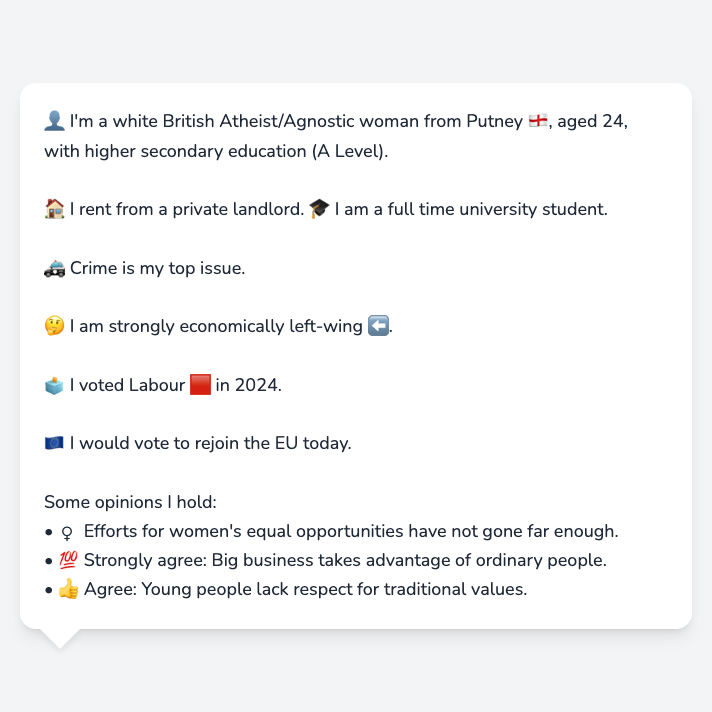 👤 I'm a white British Atheist/Agnostic woman from Putney 🏴󠁧󠁢󠁥󠁮󠁧󠁿, aged 24,
with higher secondary education (A Level).
🏠 I rent from a private landlord. 🎓 I am a full time university student.
🚓 Crime is my top issue.
🤔 I am strongly economically left-wing ⬅️.
🗳️ I voted Labour 🟥 in 2024.
🇪🇺 I would vote to rejoin the EU today.
Some opinions I hold:
• ♀ Efforts for women's equal opportunities have not gone far enough.
• 💯 Strongly agree: Big business takes advantage of ordinary people.
• 👍 Agree: Young people lack respect for traditional values.